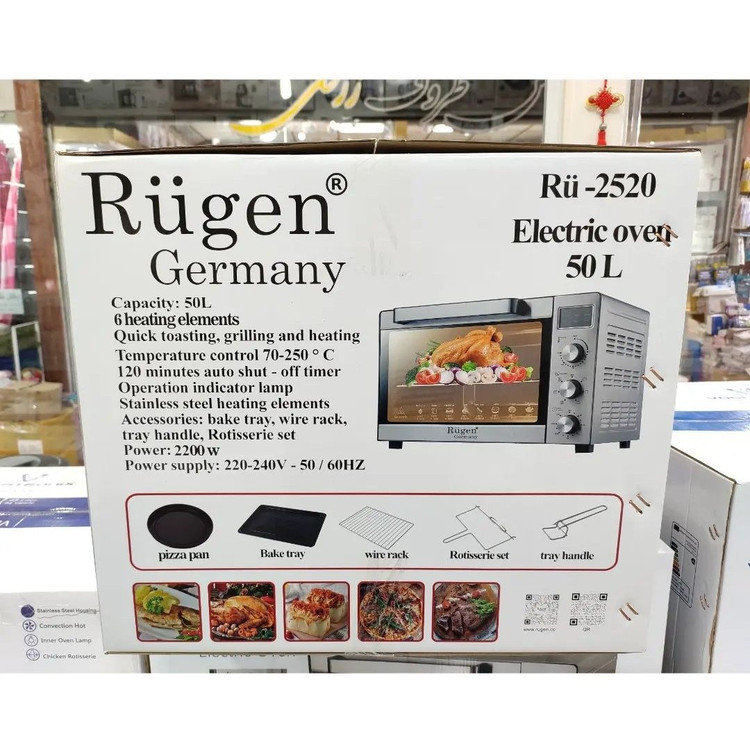 Rügen®
Germany
Rü -2520
Electric oven
50 L
Capacity: 50L
6 heating elements
Quick toasting, grilling and heating
Temperature control 70-250 ° C
120 minutes auto shut - off timer
Operation indicator lamp
Stainless steel heating elements
Accessories: bake tray, wire rack,
tray handle, Rotisserie set
Power: 2200 w
Power supply: 220-240V - 50 / 60HZ
Rügen
Germany
pizza pan
Bake tray
wire rack
Rotisserie set
tray handle
QR
Stainless Steel Heating
Convection Hot
Inner Oven Lamp
Chicken Rotisserie